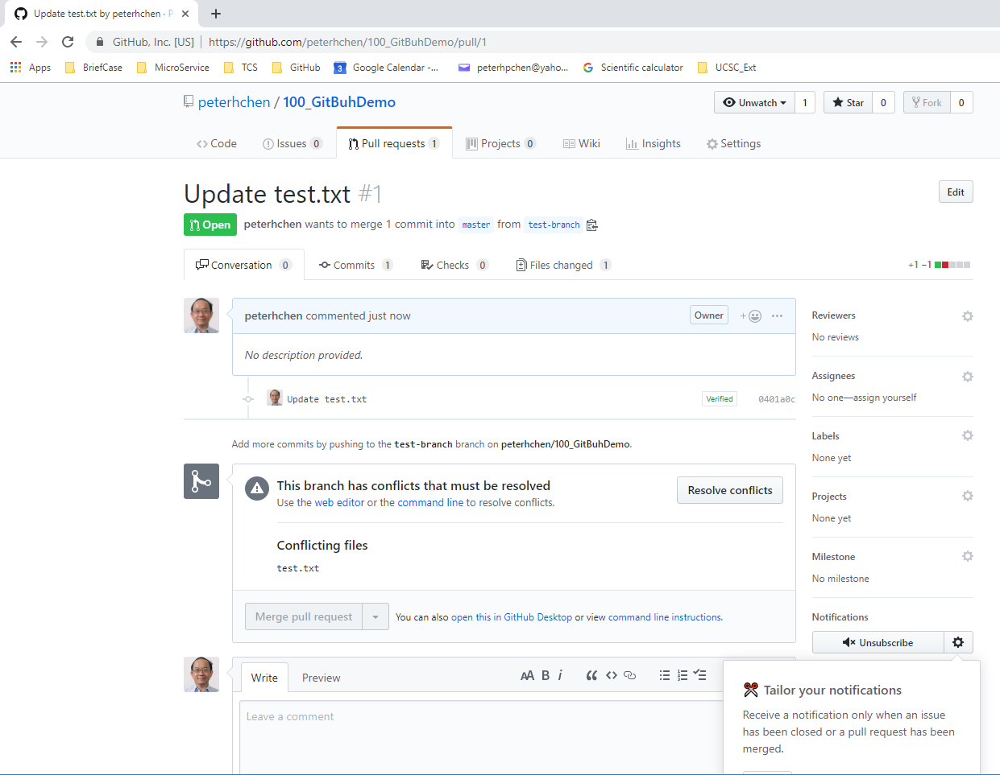 Update test.txt by peterhchen · P
GitHub, Inc. [US] | https://github.com/peterhchen/100_GitBuhDemo/pull/1
Apps BriefCase MicroService TCS GitHub 3 Google Calendar -... peterhpchen@yaho... Scientific calculator UCSC_Ext
peterhchen / 100_GitBuhDemo Unwatch 1 Star 0 Fork 0
Code Issues 0 Pull requests 1 Projects 0 Wiki Insights Settings
Update test.txt #1 Edit
Open peterhchen wants to merge 1 commit into master from test-branch
Conversation 0 Commits 1 Checks 0 Files changed 1 +1 −1
peterhchen commented just now Owner +
No description provided.
Update test.txt Verified 0401a0c
Add more commits by pushing to the test-branch branch on peterhchen/100_GitBuhDemo.
This branch has conflicts that must be resolved
Use the web editor or the command line to resolve conflicts.
Resolve conflicts
Conflicting files
test.txt
Merge pull request You can also open this in GitHub Desktop or view command line instructions.
Write Preview AA B i
Leave a comment
Reviewers
No reviews
Assignees
No one—assign yourself
Labels
None yet
Projects
None yet
Milestone
No milestone
Notifications
Unsubscribe
Tailor your notifications
Receive a notification only when an issue
has been closed or a pull request has been
merged.